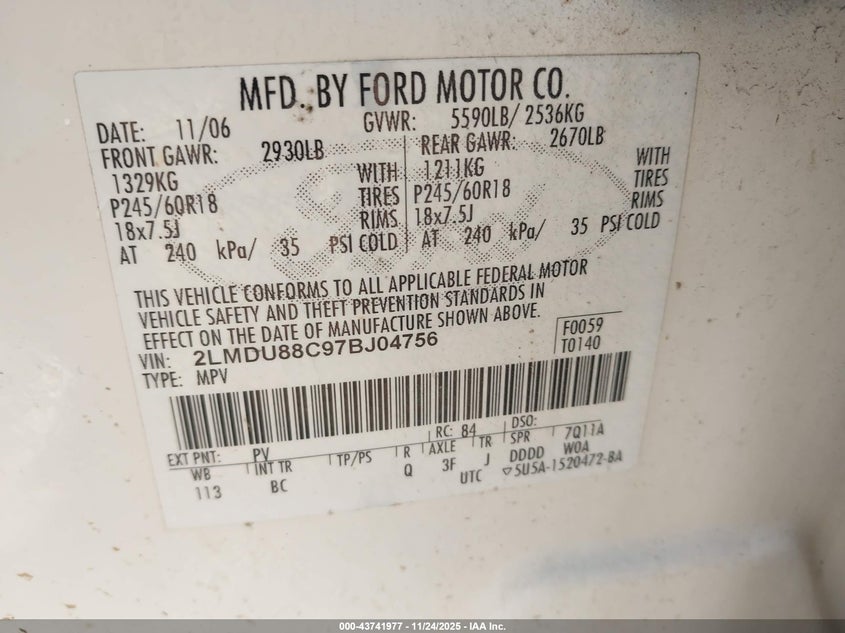 MFD. BY FORD MOTOR CO.
DATE: 11/06 GVWR: 5590LB/ 2536KG
FRONT GAWR: 2930LB REAR GAWR: 2670LB
1329KG WITH 1211KG WITH
P245/60R18 TIRES P245/60R18 TIRES
18x7.5J RIMS 18x7.5J RIMS
AT 240 kPa/ 35 PSI COLD AT 240 kPa/ 35 PSI COLD
THIS VEHICLE CONFORMS TO ALL APPLICABLE FEDERAL MOTOR
VEHICLE SAFETY AND THEFT PREVENTION STANDARDS IN
EFFECT ON THE DATE OF MANUFACTURE SHOWN ABOVE.
VIN: 2LMDU88C97BJ04756 F0059
TYPE: MPV T0140
EXT PNT: PV RC: 84 DSO:
WB INT TR TP/PS R AXLE TR SPR 7Q11A
113 BC Q 3F J DDDD WOA
UTC ▽5U5A-1520472-BA
000-43741977 - 11/24/2025 - IAA Inc.